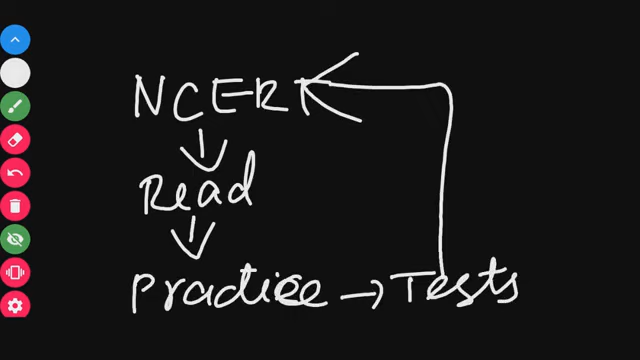 NCERT
↓
Read
↓
Practice → Tests